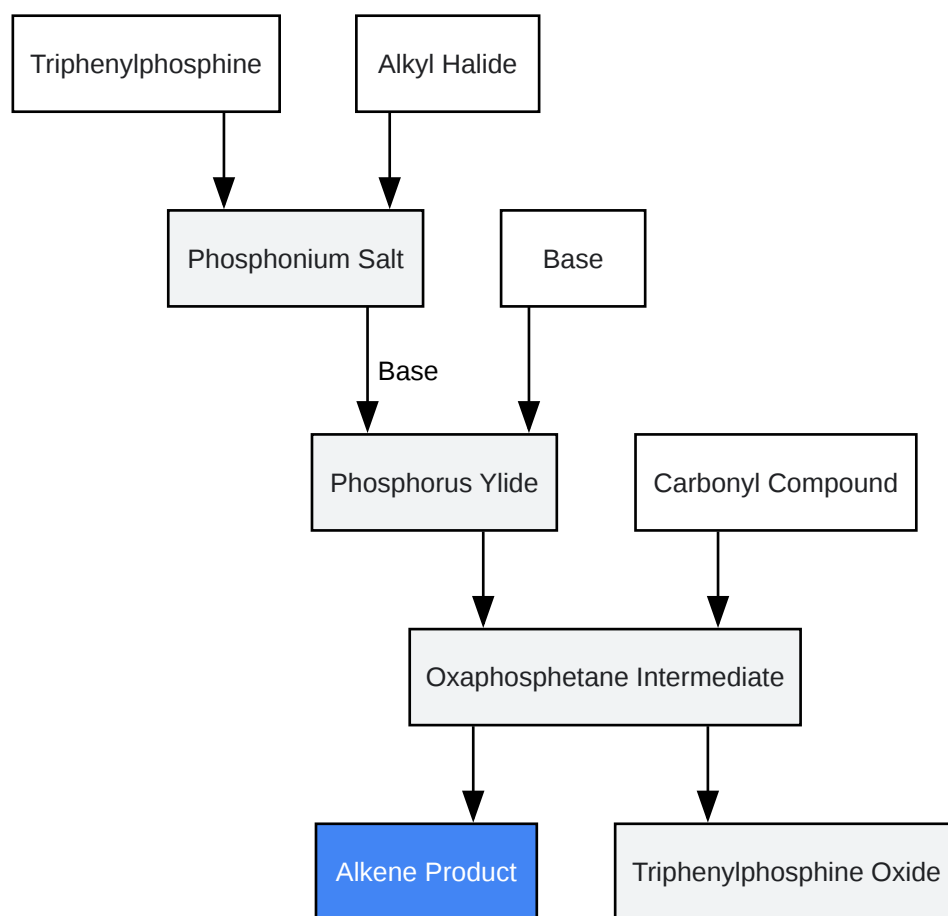 Triphenylphosphine
Alkyl Halide
Phosphonium Salt
Base
Base
Phosphorus Ylide
Carbonyl Compound
Oxaphosphetane Intermediate
Alkene Product
Triphenylphosphine Oxide